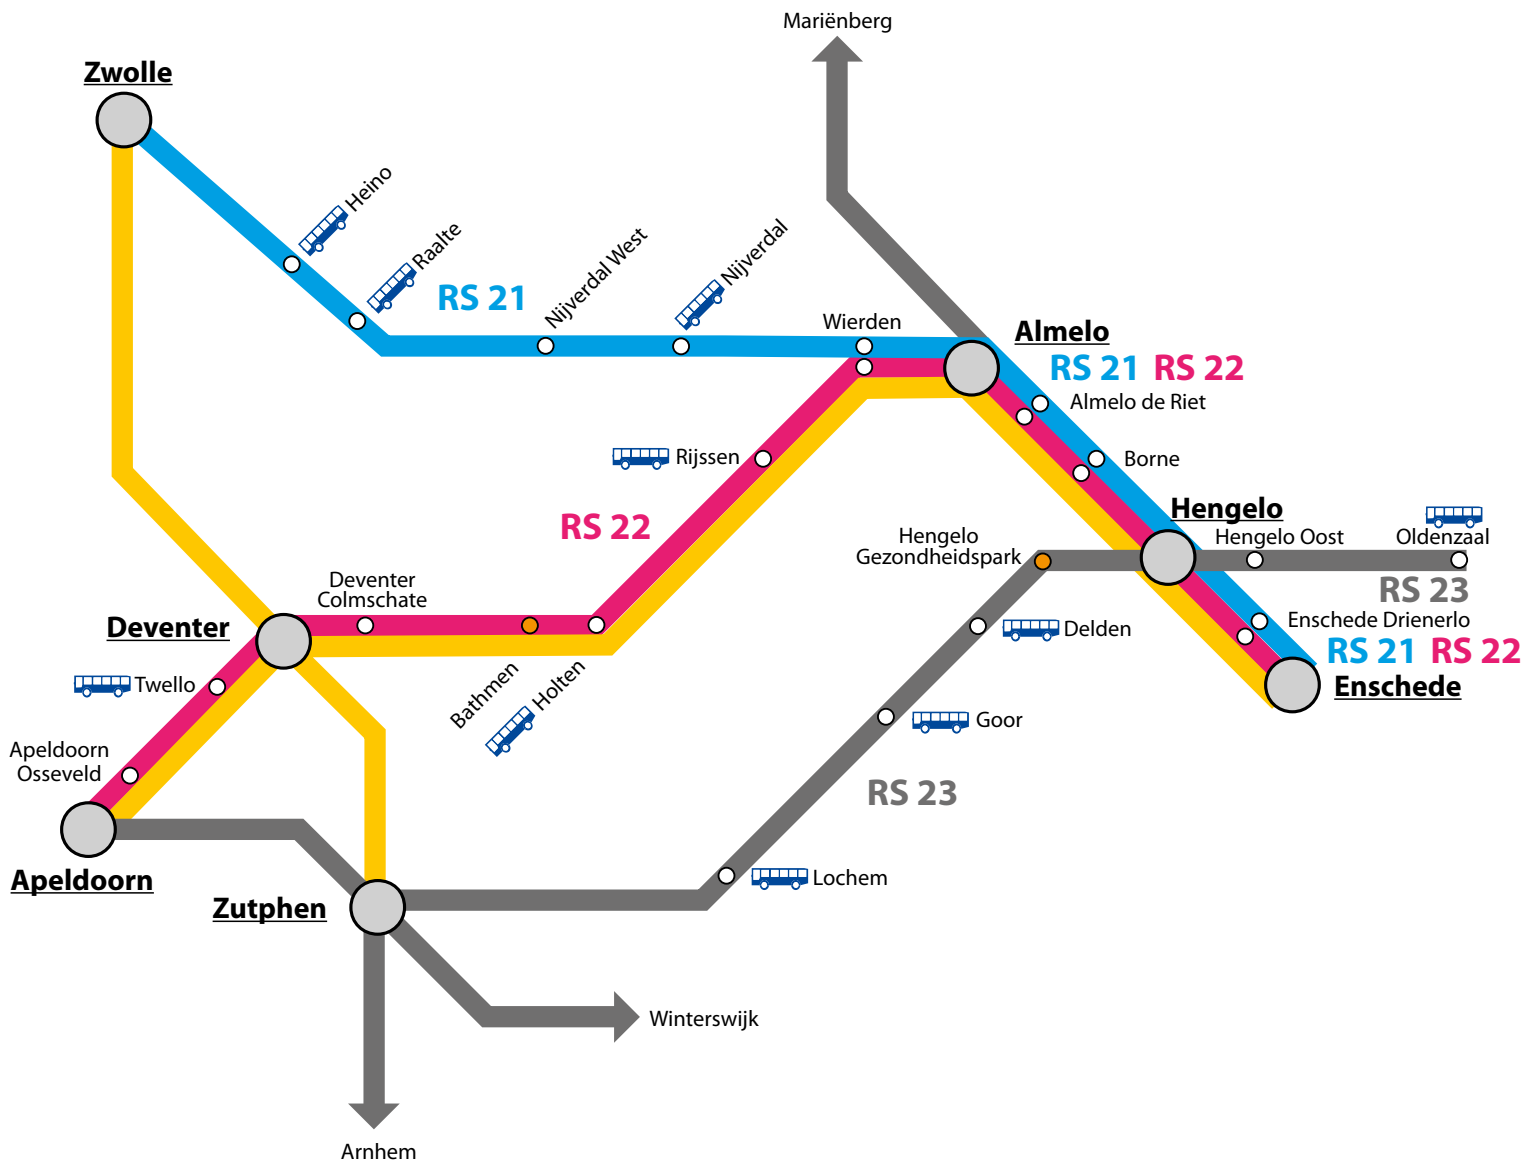 Mariënberg
Zwolle
Heino
Raalte
RS 21
Nijverdal West
Nijverdal
Wierden
Almelo
RS 21 RS 22
Almelo de Riet
Rijssen
Borne
RS 22
Hengelo
Hengelo
Gezondheidspark
Hengelo Oost
Oldenzaal
RS 23
Deventer
Colmschate
Deventer
Enschede Drienerlo
RS 21 RS 22
Delden
Enschede
Twello
Bathmen
Holten
Goor
Apeldoorn
Osseveld
RS 23
Apeldoorn
Lochem
Zutphen
Winterswijk
Arnhem